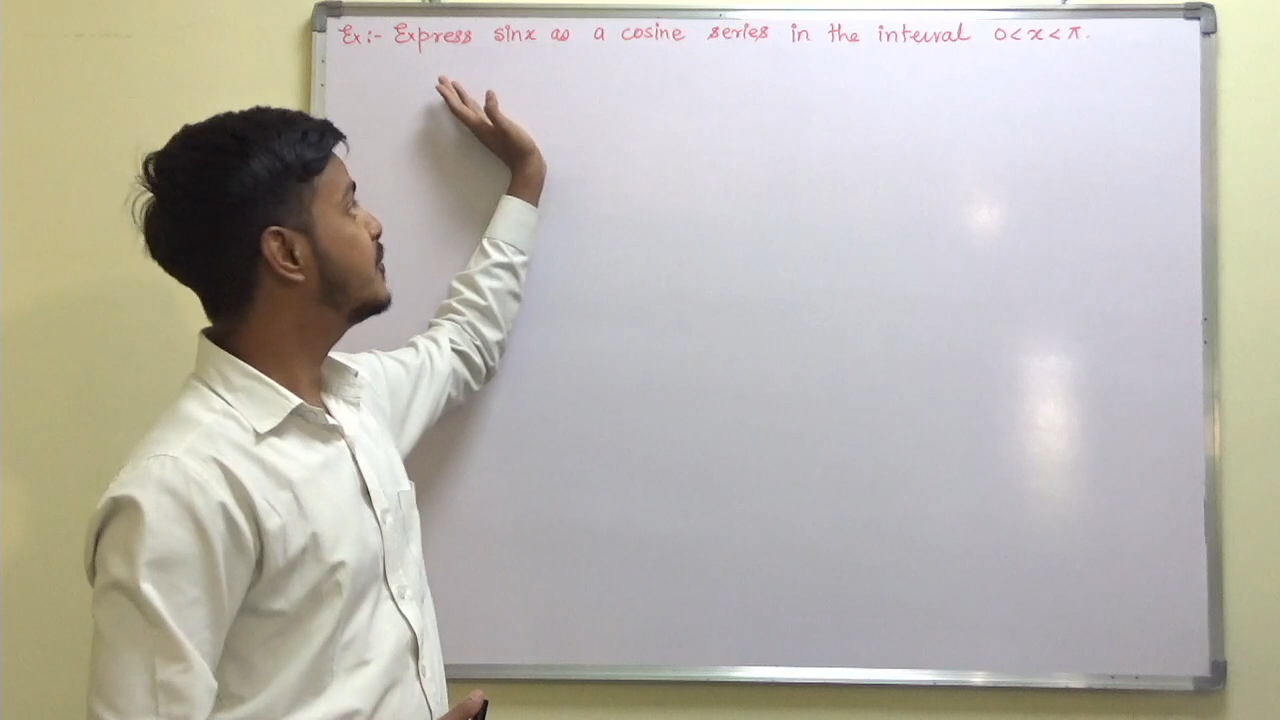 Ex:- Express sinx as a cosine series in the interval 0<x<π.